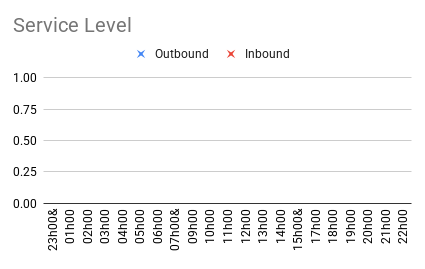 Service Level
Outbound Inbound
1.00
0.75
0.50
0.25
0.00
23h00&
01h00
02h00
03h00
04h00
05h00
06h00
07h00&
09h00
10h00
11h00
12h00
13h00
14h00
15h00&
17h00
18h00
19h00
20h00
21h00
22h00